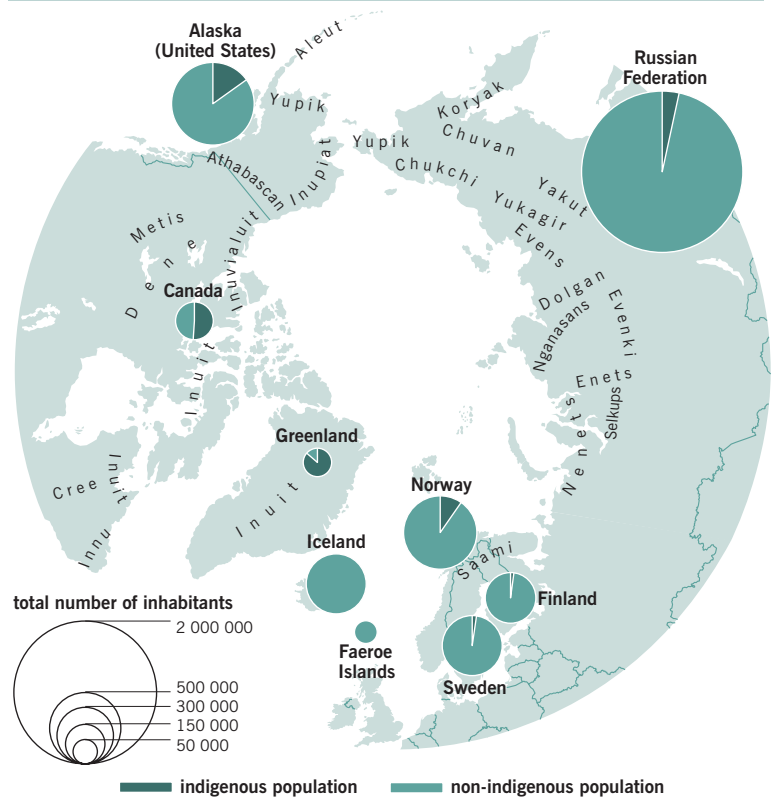 Alaska
(United States)
Aleut
Russian
Federation
Yupik
Koryak
Yupik
Chuvan
Chukchi
Athabascan
Inupiat
Yakut
Yukagir
Evens
Metis
Dene
Inuvialuit
Canada
Dolgan
Nganasans
Evenki
Inuit
Enets
Selkups
Nenets
Greenland
Inuit
Cree
Inuit
Innu
Norway
Saami
Iceland
Finland
Faeroe
Islands
Sweden
total number of inhabitants
2 000 000
500 000
300 000
150 000
50 000
indigenous population
non-indigenous population